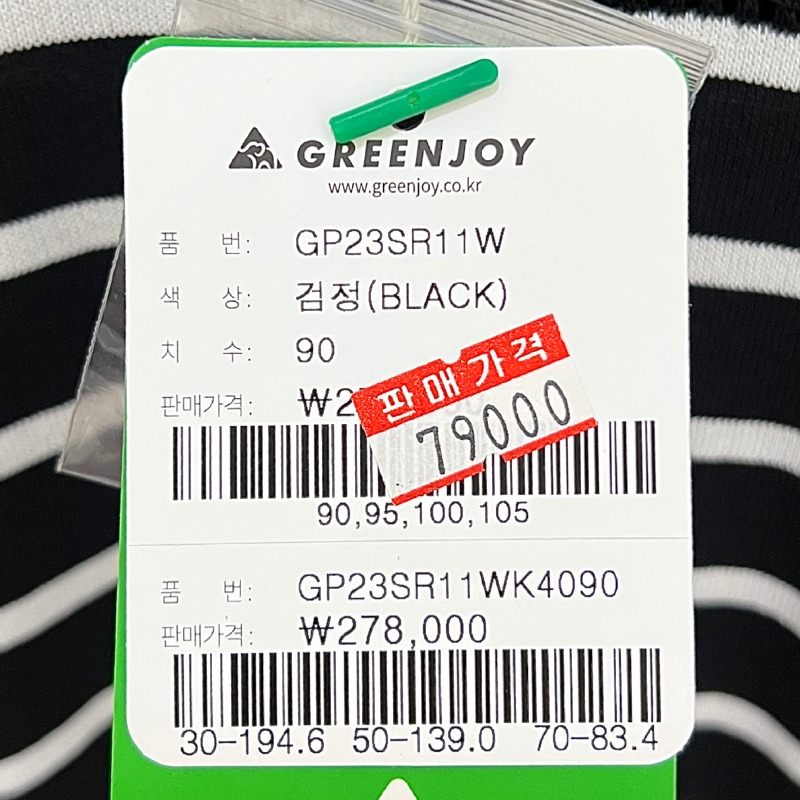 GREENJOY
www.greenjoy.co.kr
품 번: GP23SR11W
색 상: 검정(BLACK)
치 수: 90
판매가격: ₩2
판매가격
79000
90,95,100,105
품 번: GP23SR11WK4090
판매가격: ₩278,000
30-194.6 50-139.0 70-83.4